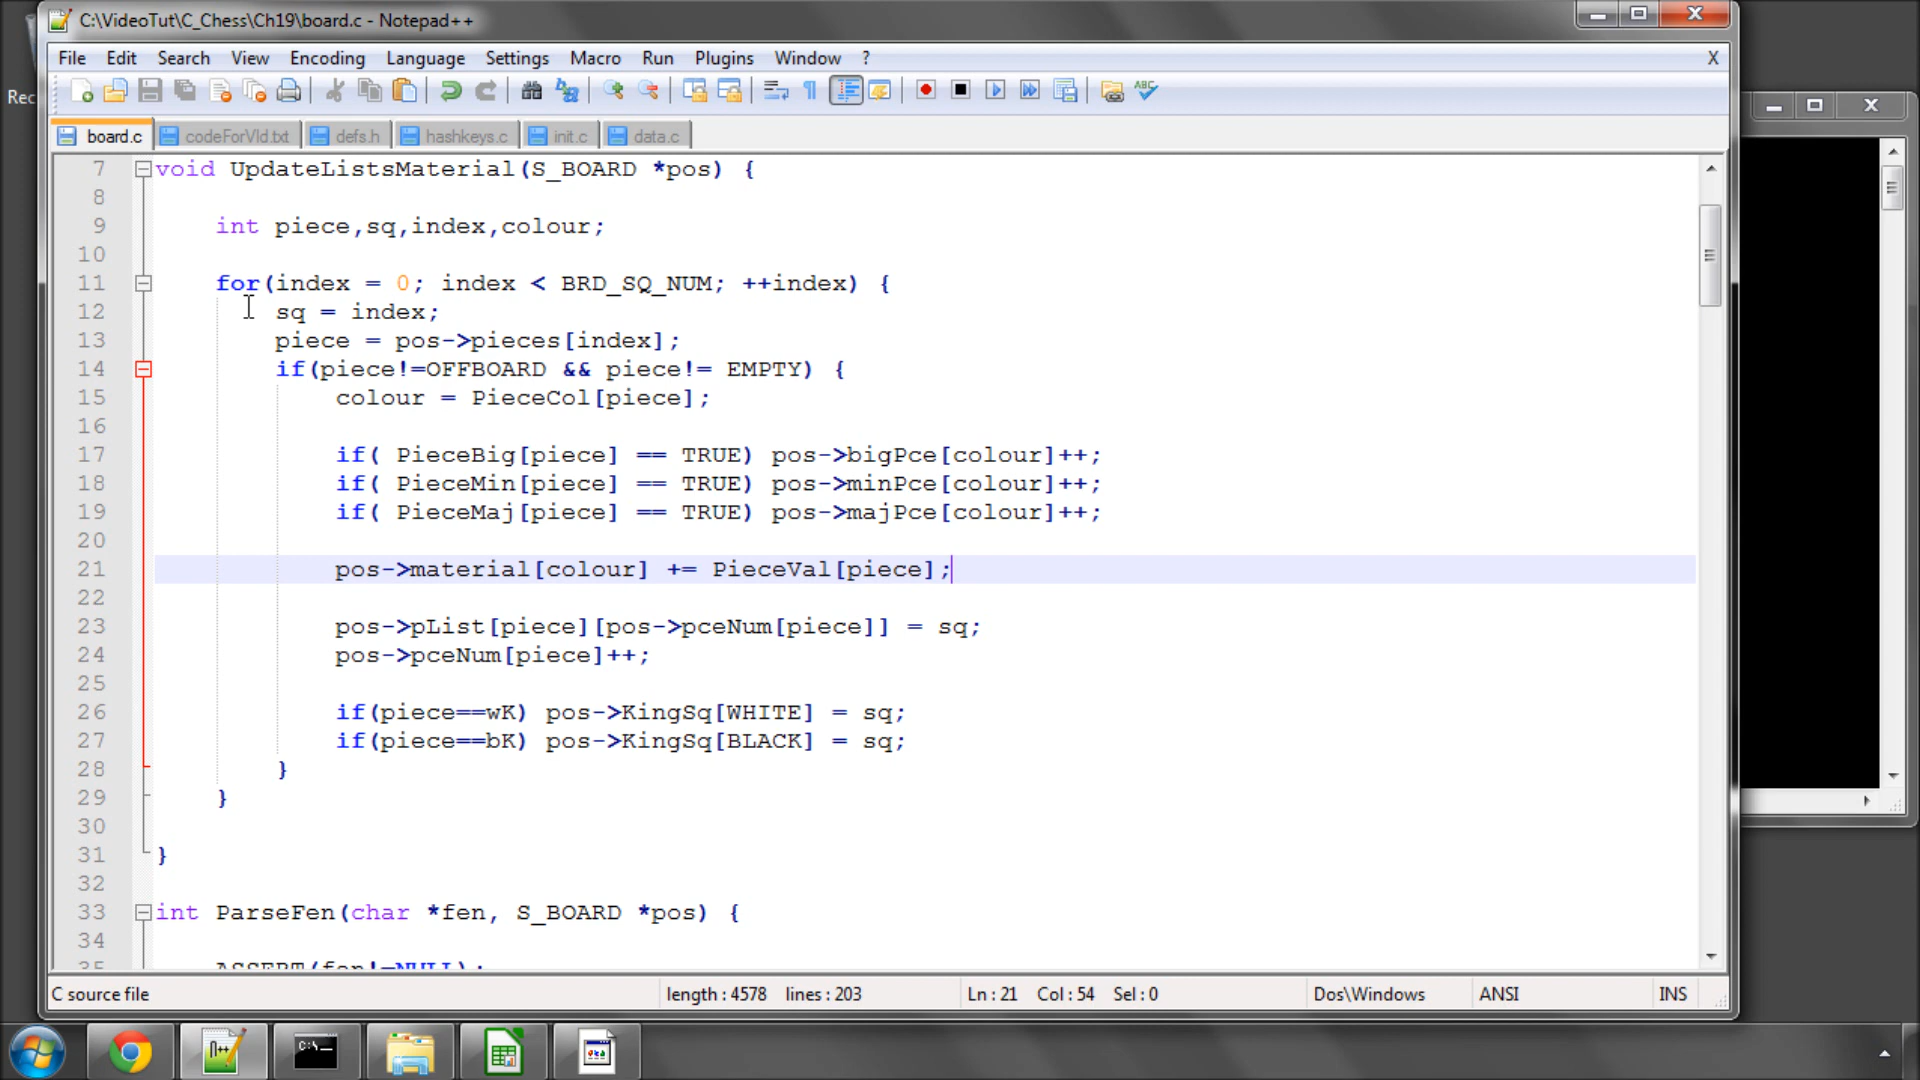 C:\VideoTut\C_Chess\Ch19\board.c - Notepad++
File Edit Search View Encoding Language Settings Macro Run Plugins Window ? X
Rec
board.c codeForVId.txt defs.h hashkeys.c init.c data.c
7 void UpdateListsMaterial(S_BOARD *pos) {
8
9 int piece,sq,index,colour;
10
11 for(index = 0; index < BRD_SQ_NUM; ++index) {
12 sq = index;
13 piece = pos->pieces[index];
14 if(piece!=OFFBOARD && piece!= EMPTY) {
15 colour = PieceCol[piece];
16
17 if( PieceBig[piece] == TRUE) pos->bigPce[colour]++;
18 if( PieceMin[piece] == TRUE) pos->minPce[colour]++;
19 if( PieceMaj[piece] == TRUE) pos->majPce[colour]++;
20
21 pos->material[colour] += PieceVal[piece];
22
23 pos->pList[piece][pos->pceNum[piece]] = sq;
24 pos->pceNum[piece]++;
25
26 if(piece==wK) pos->KingSq[WHITE] = sq;
27 if(piece==bK) pos->KingSq[BLACK] = sq;
28 }
29 }
30
31 }
32
33 int ParseFen(char *fen, S_BOARD *pos) {
34
35 ASSERT(fen!=NULL);
C source file length : 4578 lines : 203 Ln : 21 Col : 54 Sel : 0 Dos\Windows ANSI INS